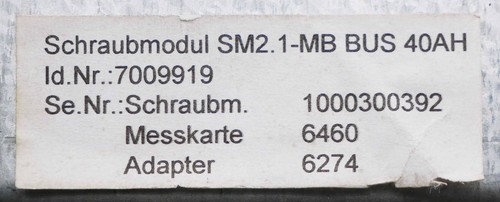 Schraubmodul SM2.1-MB BUS 40AH
Id.Nr.:7009919
Se.Nr.:Schraubm. 1000300392
Messkarte 6460
Adapter 6274